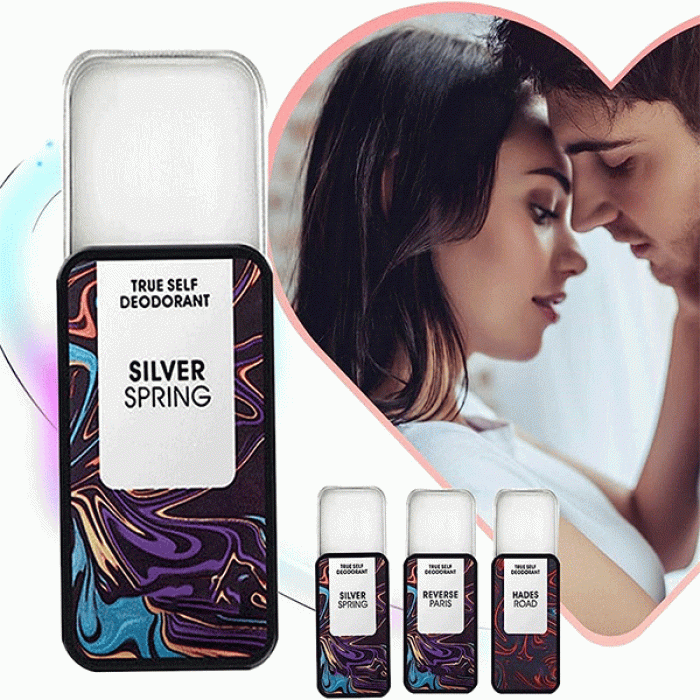 TRUE SELF
DEODORANT
SILVER
SPRING
TRUE SELF
DEODORANT
SILVER
SPRING
TRUE SELF
DEODORANT
REVERSE
PARIS
TRUE SELF
DEODORANT
HADES
ROAD